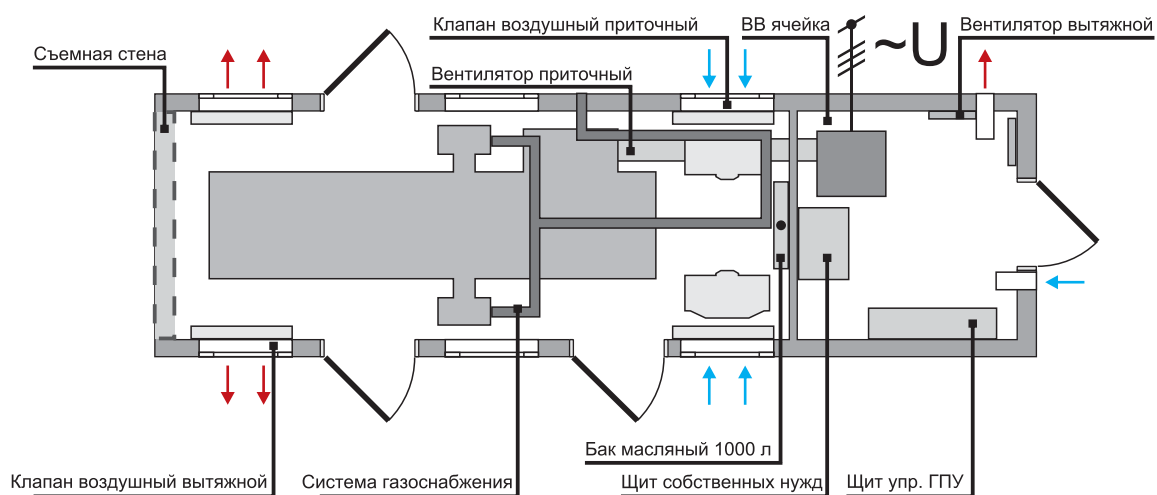 Клапан воздушный приточный
ВВ ячейка
~U
Вентилятор вытяжной
Съемная стена
Вентилятор приточный
Бак масляный 1000 л
Клапан воздушный вытяжной
Система газоснабжения
Щит собственных нужд
Щит упр. ГПУ